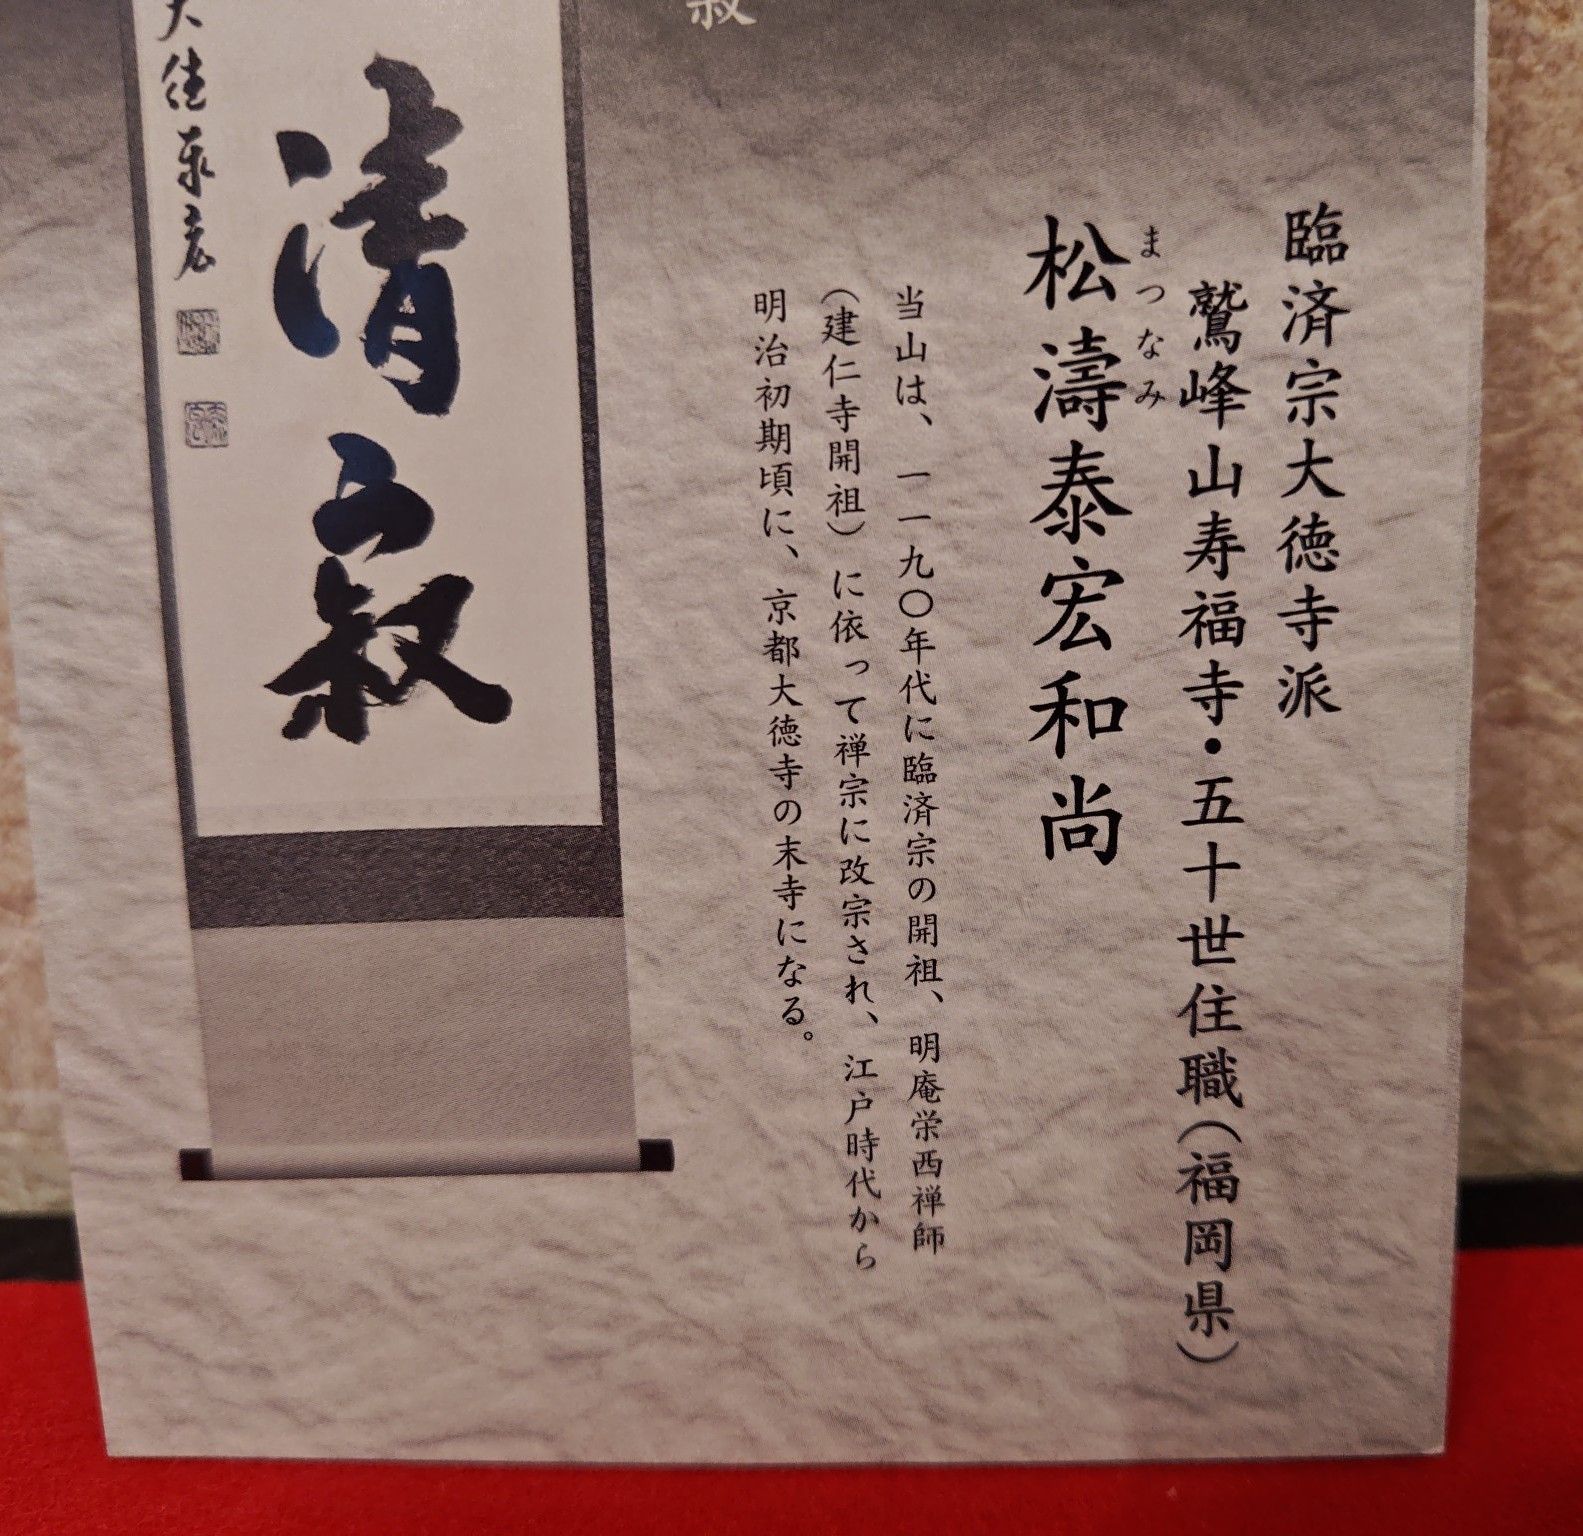 臨済宗大徳寺派
鷲峰山寿福寺・五十世住職（福岡県）
まつなみ
松濤泰宏和尚
当山は、一一九〇年代に臨済宗の開祖、明庵栄西禅師
（建仁寺開祖）に依って禅宗に改宗され、江戸時代から
明治初期頃に、京都大徳寺の末寺になる。
寂
清寂
大徳泰宏